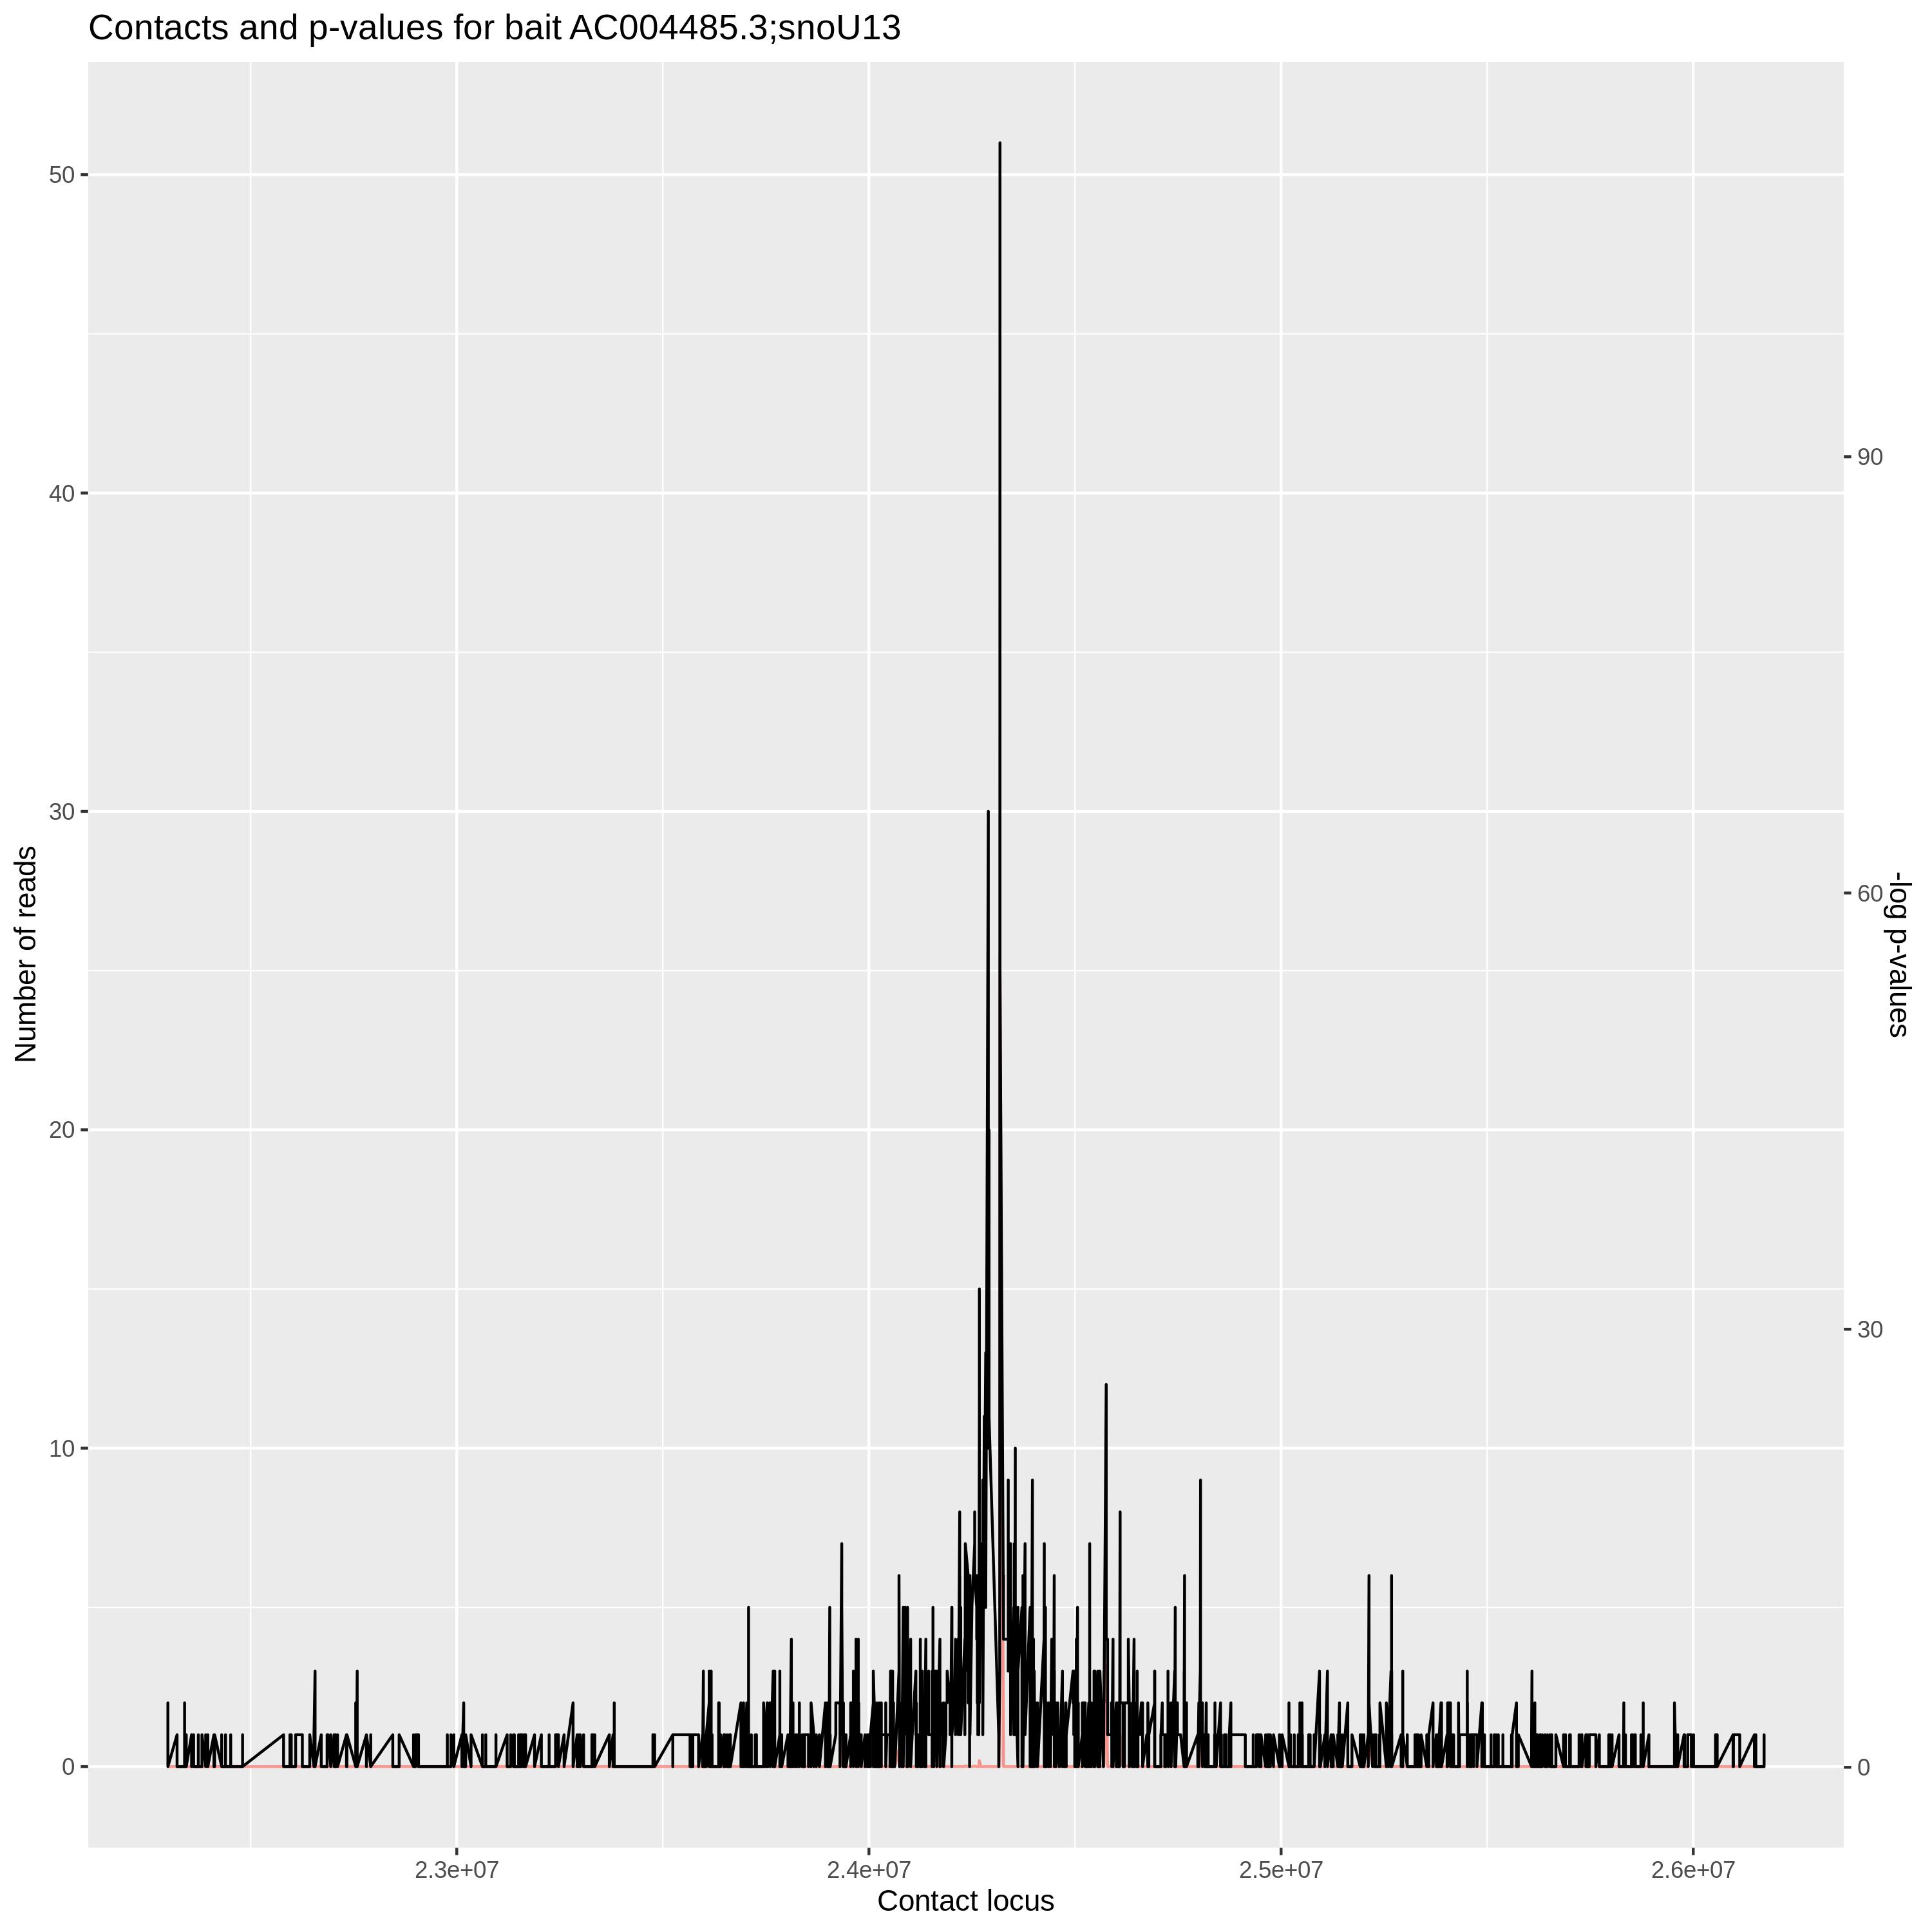 Contacts and p-values for bait AC004485.3;snoU13
50
40
30
20
10
0
Number of reads
90
60
30
0
-log p-values
2.3e+07
2.4e+07
2.5e+07
2.6e+07
Contact locus